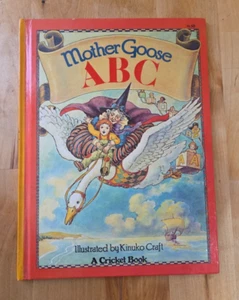 Mother Goose
ABC
Illustrated by Kinuko Craft
A Cricket Book